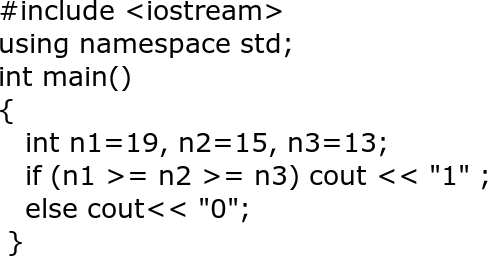 #include <iostream>
using namespace std;
int main()
{
int n1=19, n2=15, n3=13;
if (n1 >= n2 >= n3) cout << "1" ;
else cout<< "0";
}